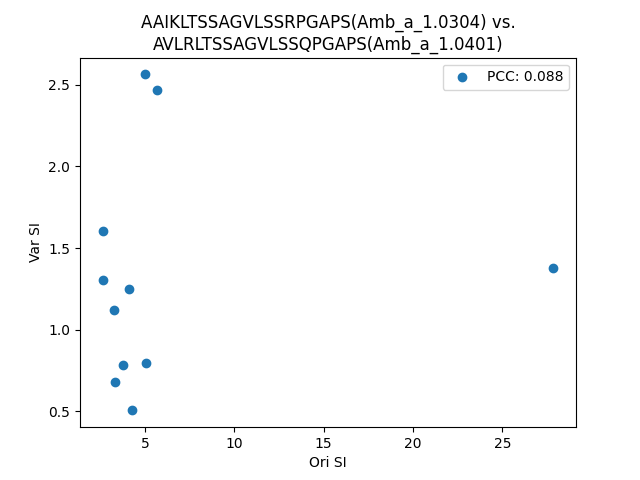 AAIKLTSSAGVLSSRPGAPS(Amb_a_1.0304) vs.
AVLRLTSSAGVLSSQPGAPS(Amb_a_1.0401)
PCC: 0.088
2.5
2.0
1.5
1.0
0.5
Var SI
5
10
15
20
25
Ori SI